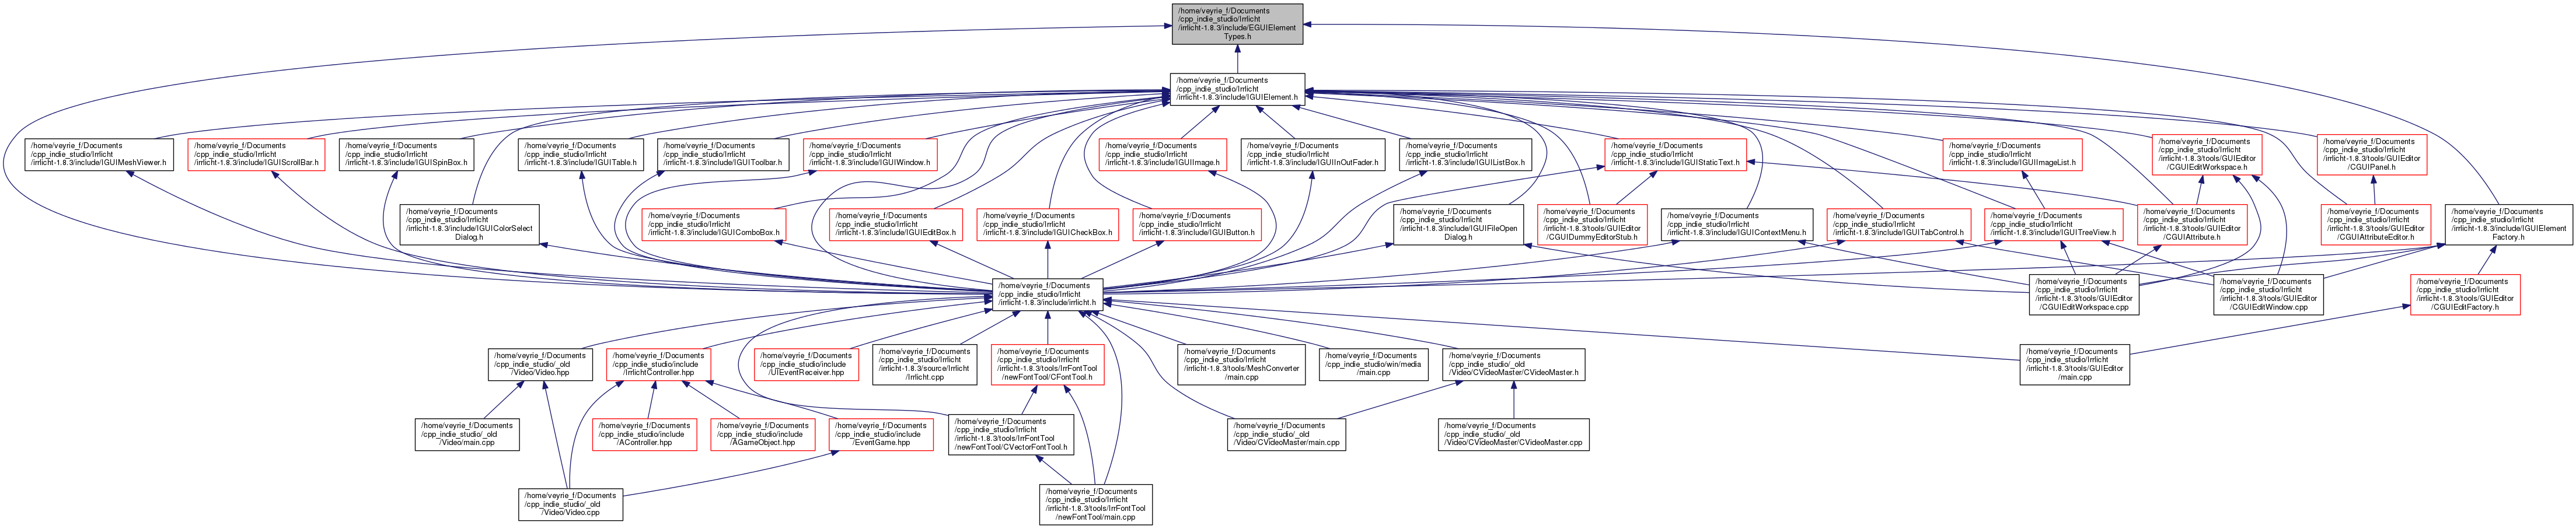 /home/veyrie_f/Documents
/cpp_indie_studio/Irrlicht
/irrlicht-1.8.3/include/EGUIElement
Types.h
/home/veyrie_f/Documents
/cpp_indie_studio/Irrlicht
/irrlicht-1.8.3/include/IGUIElement.h
/home/veyrie_f/Documents
/cpp_indie_studio/Irrlicht
/irrlicht-1.8.3/include/IGUIMeshViewer.h
/home/veyrie_f/Documents
/cpp_indie_studio/Irrlicht
/irrlicht-1.8.3/include/IGUIScrollBar.h
/home/veyrie_f/Documents
/cpp_indie_studio/Irrlicht
/irrlicht-1.8.3/include/IGUISpinBox.h
/home/veyrie_f/Documents
/cpp_indie_studio/Irrlicht
/irrlicht-1.8.3/include/IGUITable.h
/home/veyrie_f/Documents
/cpp_indie_studio/Irrlicht
/irrlicht-1.8.3/include/IGUIToolbar.h
/home/veyrie_f/Documents
/cpp_indie_studio/Irrlicht
/irrlicht-1.8.3/include/IGUIWindow.h
/home/veyrie_f/Documents
/cpp_indie_studio/Irrlicht
/irrlicht-1.8.3/include/IGUIImage.h
/home/veyrie_f/Documents
/cpp_indie_studio/Irrlicht
/irrlicht-1.8.3/include/IGUIInOutFader.h
/home/veyrie_f/Documents
/cpp_indie_studio/Irrlicht
/irrlicht-1.8.3/include/IGUIListBox.h
/home/veyrie_f/Documents
/cpp_indie_studio/Irrlicht
/irrlicht-1.8.3/include/IGUIStaticText.h
/home/veyrie_f/Documents
/cpp_indie_studio/Irrlicht
/irrlicht-1.8.3/include/IGUIImageList.h
/home/veyrie_f/Documents
/cpp_indie_studio/Irrlicht
/irrlicht-1.8.3/tools/GUIEditor
/CGUIEditWorkspace.h
/home/veyrie_f/Documents
/cpp_indie_studio/Irrlicht
/irrlicht-1.8.3/tools/GUIEditor
/CGUIPanel.h
/home/veyrie_f/Documents
/cpp_indie_studio/Irrlicht
/irrlicht-1.8.3/include/IGUIColorSelect
Dialog.h
/home/veyrie_f/Documents
/cpp_indie_studio/Irrlicht
/irrlicht-1.8.3/include/IGUIComboBox.h
/home/veyrie_f/Documents
/cpp_indie_studio/Irrlicht
/irrlicht-1.8.3/include/IGUIEditBox.h
/home/veyrie_f/Documents
/cpp_indie_studio/Irrlicht
/irrlicht-1.8.3/include/IGUICheckBox.h
/home/veyrie_f/Documents
/cpp_indie_studio/Irrlicht
/irrlicht-1.8.3/include/IGUIButton.h
/home/veyrie_f/Documents
/cpp_indie_studio/Irrlicht
/irrlicht-1.8.3/include/IGUIFileOpen
Dialog.h
/home/veyrie_f/Documents
/cpp_indie_studio/Irrlicht
/irrlicht-1.8.3/tools/GUIEditor
/CGUIDummyEditorStub.h
/home/veyrie_f/Documents
/cpp_indie_studio/Irrlicht
/irrlicht-1.8.3/include/IGUIContextMenu.h
/home/veyrie_f/Documents
/cpp_indie_studio/Irrlicht
/irrlicht-1.8.3/include/IGUITabControl.h
/home/veyrie_f/Documents
/cpp_indie_studio/Irrlicht
/irrlicht-1.8.3/include/IGUITreeView.h
/home/veyrie_f/Documents
/cpp_indie_studio/Irrlicht
/irrlicht-1.8.3/tools/GUIEditor
/CGUIAttribute.h
/home/veyrie_f/Documents
/cpp_indie_studio/Irrlicht
/irrlicht-1.8.3/tools/GUIEditor
/CGUIAttributeEditor.h
/home/veyrie_f/Documents
/cpp_indie_studio/Irrlicht
/irrlicht-1.8.3/include/IGUIElement
Factory.h
/home/veyrie_f/Documents
/cpp_indie_studio/Irrlicht
/irrlicht-1.8.3/include/irrlicht.h
/home/veyrie_f/Documents
/cpp_indie_studio/Irrlicht
/irrlicht-1.8.3/tools/GUIEditor
/CGUIEditWorkspace.cpp
/home/veyrie_f/Documents
/cpp_indie_studio/Irrlicht
/irrlicht-1.8.3/tools/GUIEditor
/CGUIEditWindow.cpp
/home/veyrie_f/Documents
/cpp_indie_studio/Irrlicht
/irrlicht-1.8.3/tools/GUIEditor
/CGUIEditFactory.h
/home/veyrie_f/Documents
/cpp_indie_studio/_old
/Video/Video.hpp
/home/veyrie_f/Documents
/cpp_indie_studio/include
/IrrlichtController.hpp
/home/veyrie_f/Documents
/cpp_indie_studio/include
/UIEventReceiver.hpp
/home/veyrie_f/Documents
/cpp_indie_studio/Irrlicht
/irrlicht-1.8.3/source/Irrlicht
/Irrlicht.cpp
/home/veyrie_f/Documents
/cpp_indie_studio/Irrlicht
/irrlicht-1.8.3/tools/IrrFontTool
/newFontTool/CFontTool.h
/home/veyrie_f/Documents
/cpp_indie_studio/Irrlicht
/irrlicht-1.8.3/tools/MeshConverter
/main.cpp
/home/veyrie_f/Documents
/cpp_indie_studio/win/media
/main.cpp
/home/veyrie_f/Documents
/cpp_indie_studio/_old
/Video/CVideoMaster/CVideoMaster.h
/home/veyrie_f/Documents
/cpp_indie_studio/Irrlicht
/irrlicht-1.8.3/tools/GUIEditor
/main.cpp
/home/veyrie_f/Documents
/cpp_indie_studio/_old
/Video/main.cpp
/home/veyrie_f/Documents
/cpp_indie_studio/include
/AController.hpp
/home/veyrie_f/Documents
/cpp_indie_studio/include
/AGameObject.hpp
/home/veyrie_f/Documents
/cpp_indie_studio/include
/EventGame.hpp
/home/veyrie_f/Documents
/cpp_indie_studio/Irrlicht
/irrlicht-1.8.3/tools/IrrFontTool
/newFontTool/CVectorFontTool.h
/home/veyrie_f/Documents
/cpp_indie_studio/_old
/Video/CVideoMaster/main.cpp
/home/veyrie_f/Documents
/cpp_indie_studio/_old
/Video/CVideoMaster/CVideoMaster.cpp
/home/veyrie_f/Documents
/cpp_indie_studio/_old
/Video/Video.cpp
/home/veyrie_f/Documents
/cpp_indie_studio/Irrlicht
/irrlicht-1.8.3/tools/IrrFontTool
/newFontTool/main.cpp